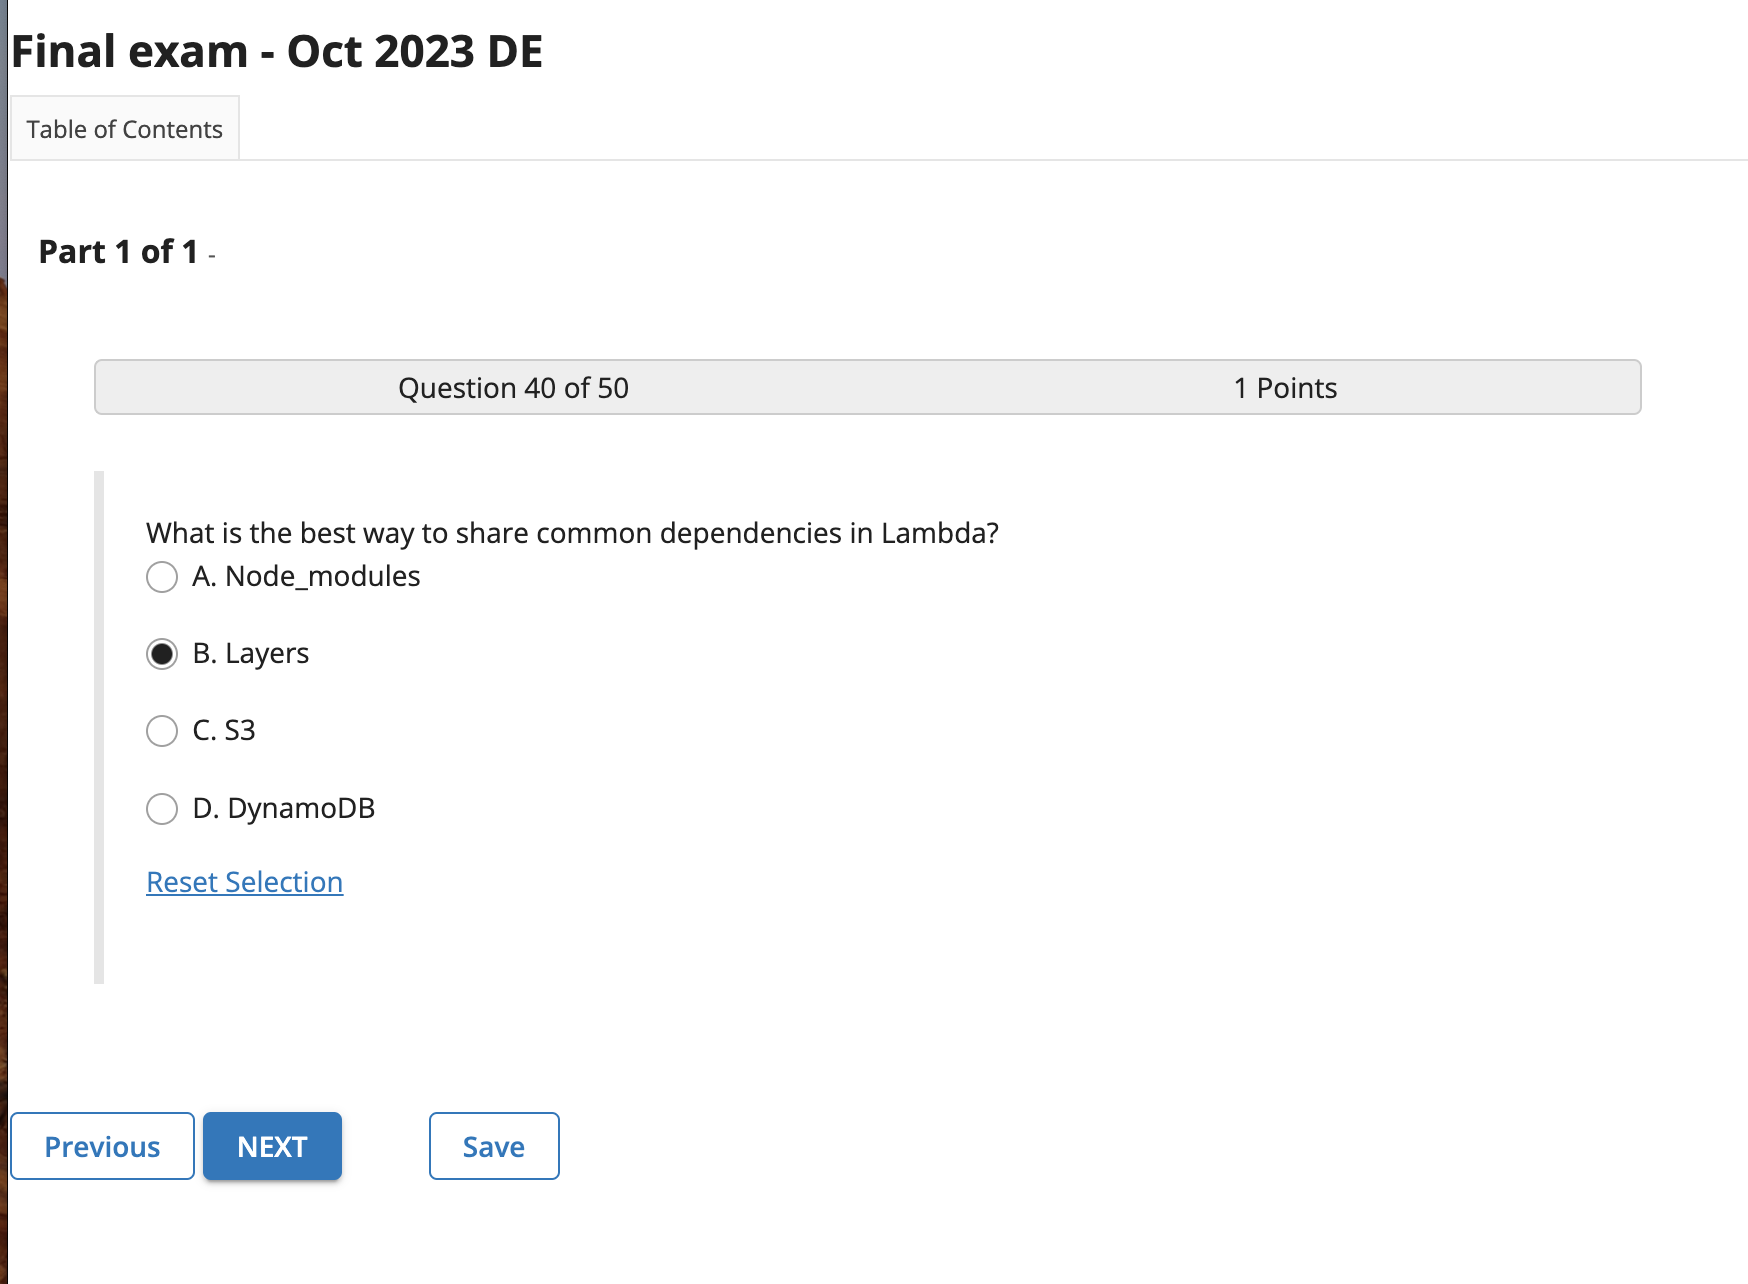 Final exam - Oct 2023 DE
Table of Contents
Part 1 of 1 -
Question 40 of 50 1 Points
What is the best way to share common dependencies in Lambda?
A. Node_modules
B. Layers
C. S3
D. DynamoDB
Reset Selection
Previous NEXT Save